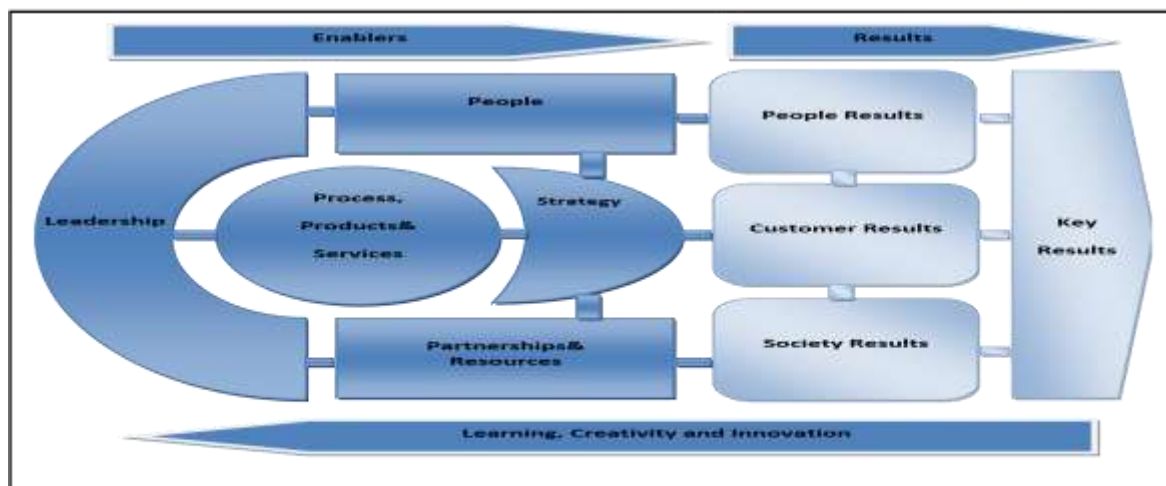 Enablers
Results
People
People Results
Leadership
Process,
Products&
Services
Strategy
Customer Results
Key
Results
Partnerships&
Resources
Society Results
Learning, Creativity and Innovation